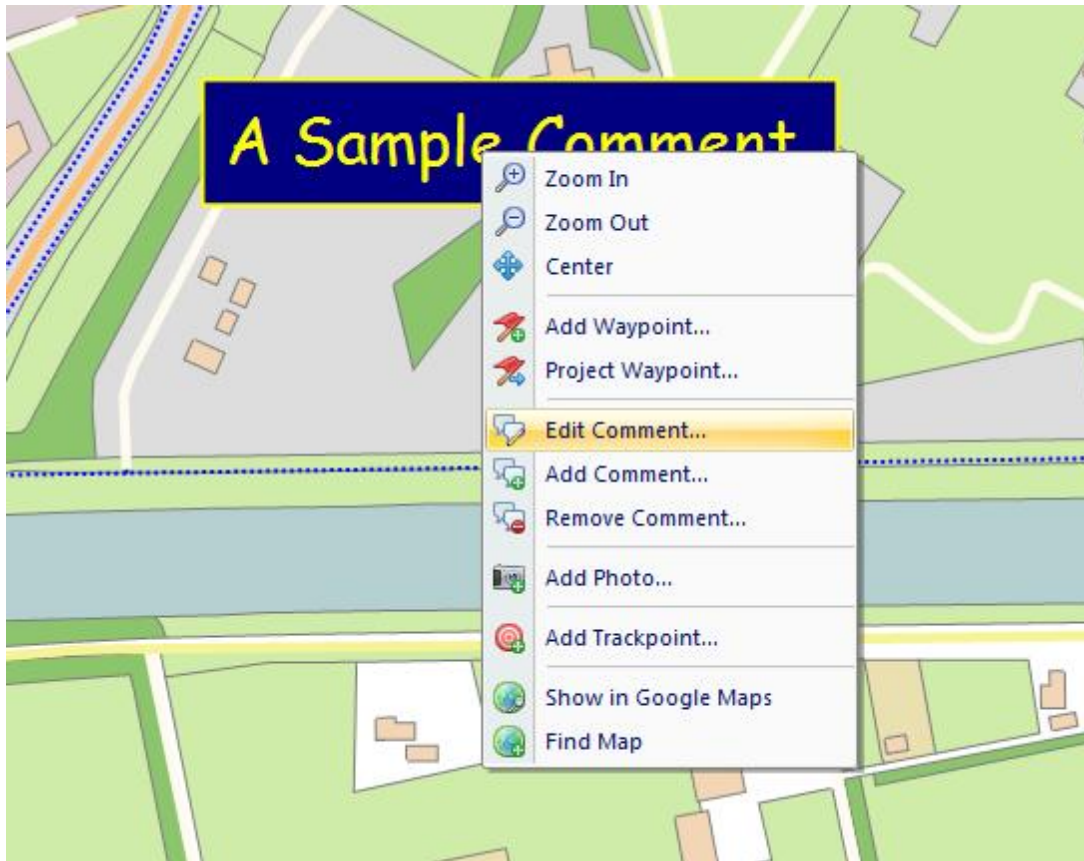 A Sample Comment
Zoom In
Zoom Out
Center
Add Waypoint...
Project Waypoint...
Edit Comment...
Add Comment...
Remove Comment...
Add Photo...
Add Trackpoint...
Show in Google Maps
Find Map